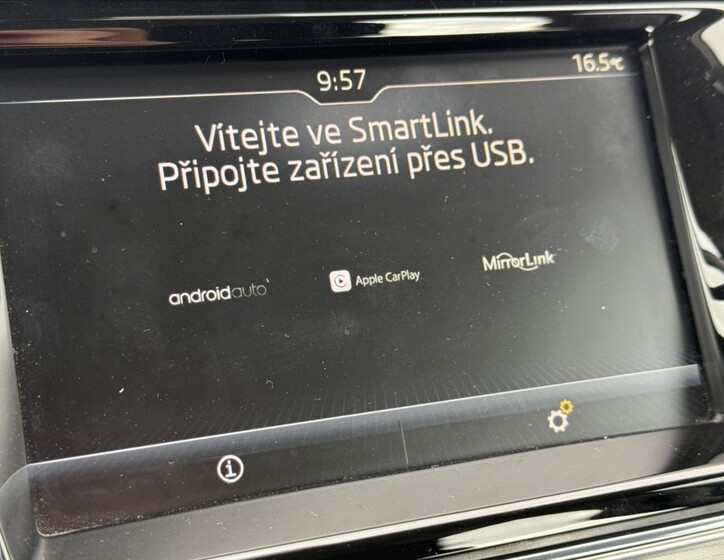 9:57
16.5°C
Vítejte ve SmartLink.
Připojte zařízení přes USB.
androidauto
Apple CarPlay
MirrorLink